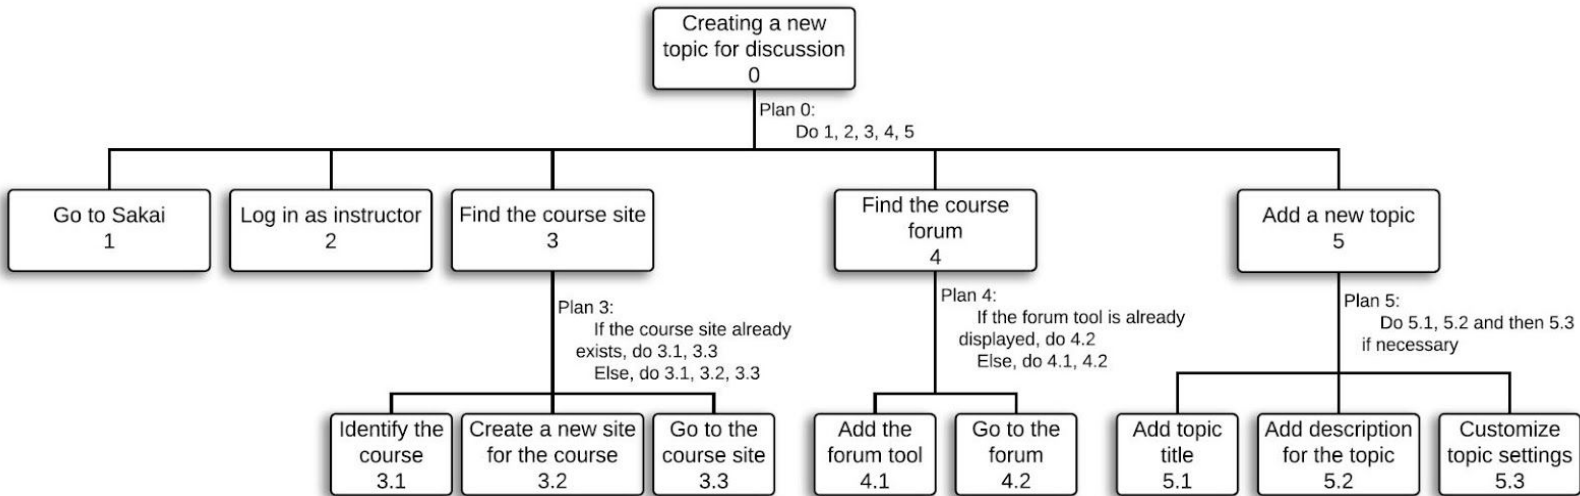 Creating a new
topic for discussion
0
Plan 0:
Do 1, 2, 3, 4, 5
Go to Sakai
1
Log in as instructor
2
Find the course site
3
Find the course
forum
4
Add a new topic
5
Plan 3:
If the course site already
exists, do 3.1, 3.3
Else, do 3.1, 3.2, 3.3
Plan 4:
If the forum tool is already
displayed, do 4.2
Else, do 4.1, 4.2
Plan 5:
Do 5.1, 5.2 and then 5.3
if necessary
Identify the
course
3.1
Create a new site
for the course
3.2
Go to the
course site
3.3
Add the
forum tool
4.1
Go to the
forum
4.2
Add topic
title
5.1
Add description
for the topic
5.2
Customize
topic settings
5.3